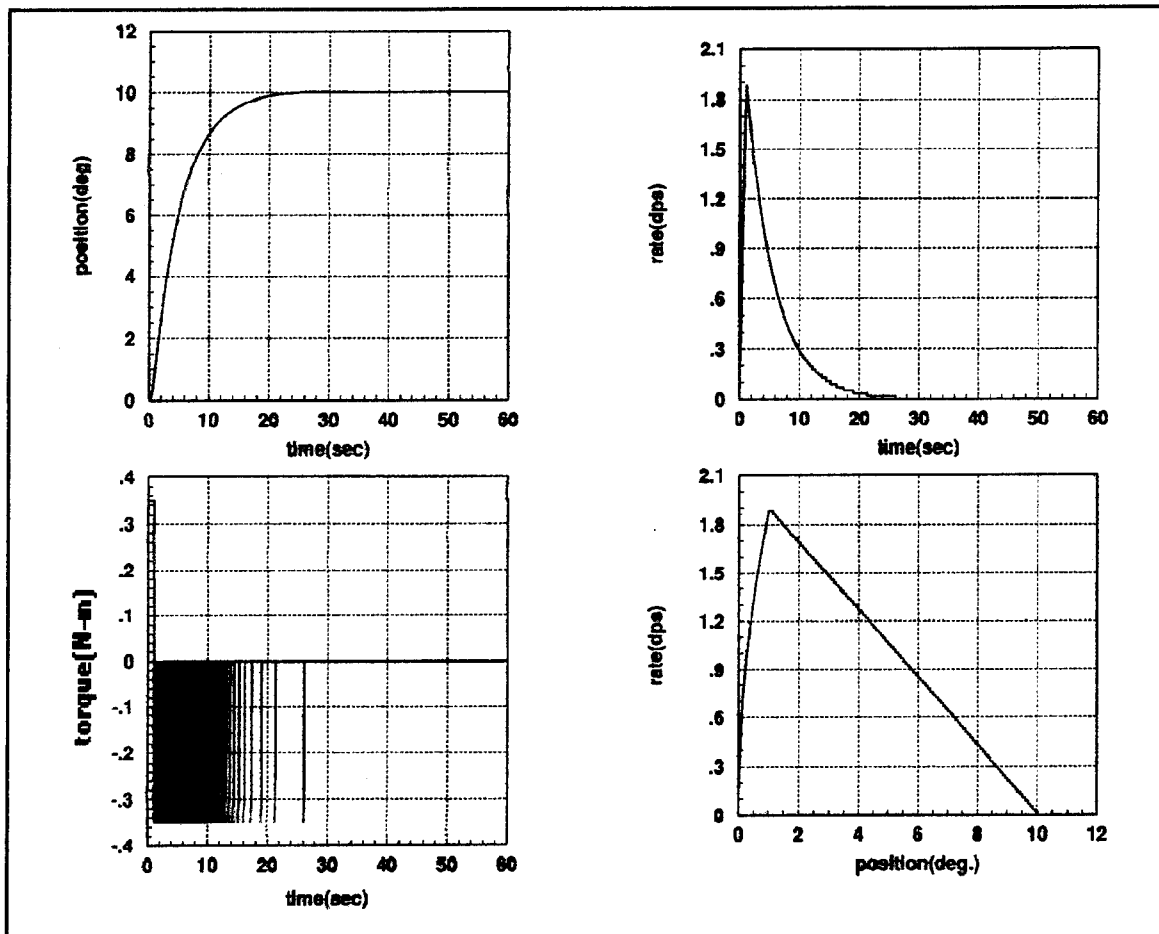 12
10
8
6
4
2
0
position(deg)
0 10 20 30 40 50 60
time(sec)
2.1
1.8
1.5
1.2
.9
.6
.3
0
rate(dps)
0 10 20 30 40 50 60
time(sec)
.4
.3
.2
.1
0
-.1
-.2
-.3
-.4
torque[N-m]
0 10 20 30 40 50 60
time(sec)
2.1
1.8
1.5
1.2
.9
.6
.3
0
rate(dps)
0 2 4 6 8 10 12
position(deg.)